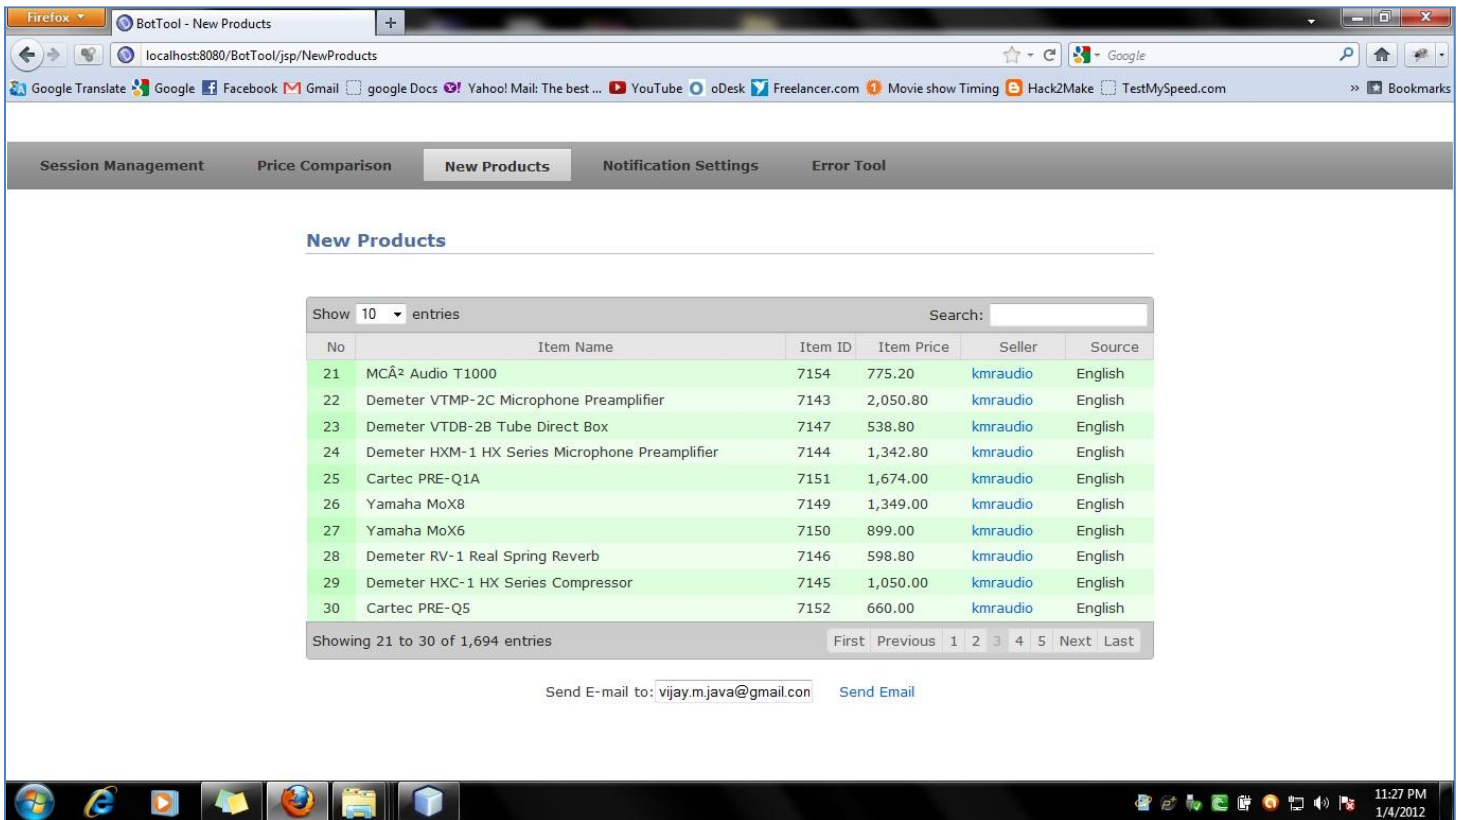 Firefox
BotTool - New Products
localhost:8080/BotTool/jsp/NewProducts
Google
Google Translate Google Facebook Gmail google Docs Yahoo! Mail: The best ... YouTube oDesk Freelancer.com Movie show Timing Hack2Make TestMySpeed.com » Bookmarks
Session Management Price Comparison New Products Notification Settings Error Tool
New Products
Show 10 entries Search:
No Item Name Item ID Item Price Seller Source
21 MCÂ² Audio T1000 7154 775.20 kmraudio English
22 Demeter VTMP-2C Microphone Preamplifier 7143 2,050.80 kmraudio English
23 Demeter VTDB-2B Tube Direct Box 7147 538.80 kmraudio English
24 Demeter HXM-1 HX Series Microphone Preamplifier 7144 1,342.80 kmraudio English
25 Cartec PRE-Q1A 7151 1,674.00 kmraudio English
26 Yamaha MoX8 7149 1,349.00 kmraudio English
27 Yamaha MoX6 7150 899.00 kmraudio English
28 Demeter RV-1 Real Spring Reverb 7146 598.80 kmraudio English
29 Demeter HXC-1 HX Series Compressor 7145 1,050.00 kmraudio English
30 Cartec PRE-Q5 7152 660.00 kmraudio English
Showing 21 to 30 of 1,694 entries First Previous 1 2 3 4 5 Next Last
Send E-mail to: vijay.m.java@gmail.con Send Email
11:27 PM
1/4/2012